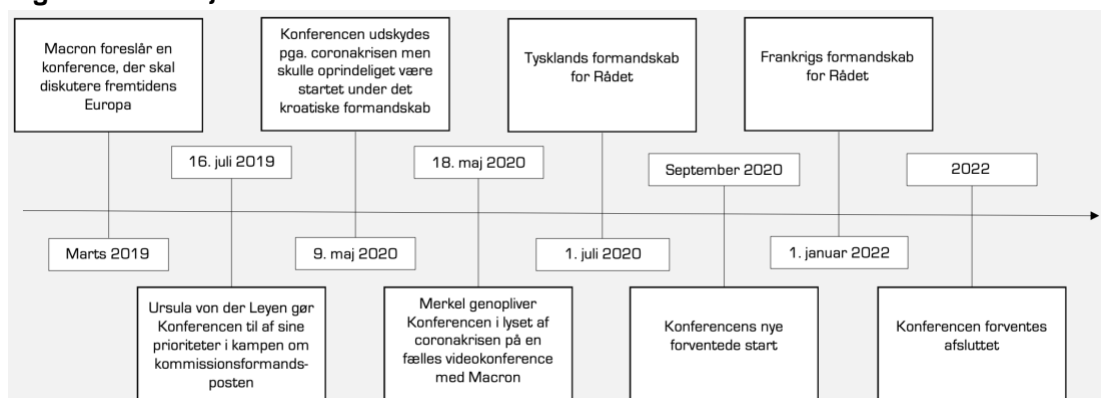 Macron foreslår en
konference, der skal
diskutere fremtidens
Europa
Konferencen udskydes
pga. coronakrisen men
skulle oprindeligt være
startet under det
kroatiske formandskab
Tysklands formandskab
for Rådet
Frankrigs formandskab
for Rådet
16. juli 2019
18. maj 2020
September 2020
2022
Marts 2019
9. maj 2020
1. juli 2020
1. januar 2022
Ursula von der Leyen gør
Konferencen til af sine
prioriteter i kampen om
kommissionsformands-
posten
Merkel genopliver
Konferencen i lyset af
coronakrisen på en
fælles videokonference
med Macron
Konferencens nye
forventede start
Konferencen forventes
afsluttet